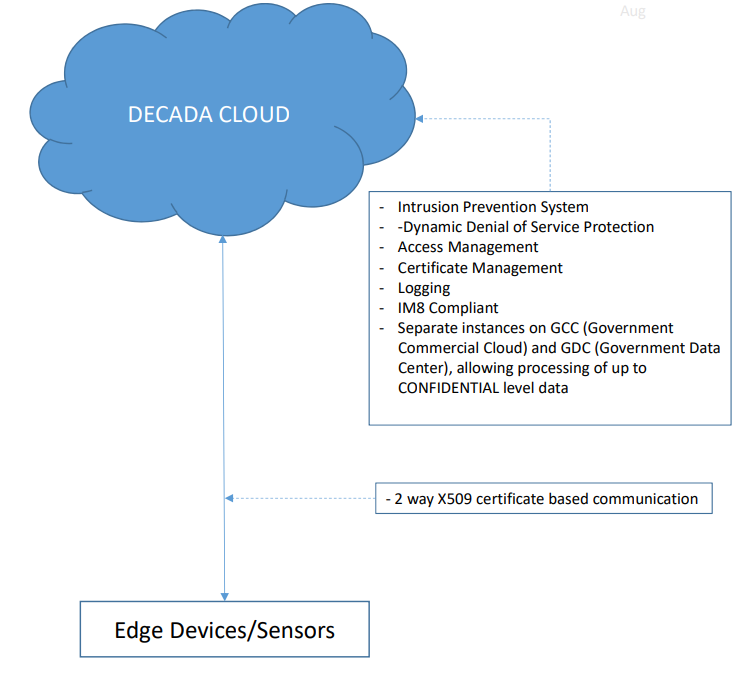 Aug
DECADA CLOUD
- Intrusion Prevention System
- -Dynamic Denial of Service Protection
- Access Management
- Certificate Management
- Logging
- IM8 Compliant
- Separate instances on GCC (Government
Commercial Cloud) and GDC (Government Data
Center), allowing processing of up to
CONFIDENTIAL level data
- 2 way X509 certificate based communication
Edge Devices/Sensors